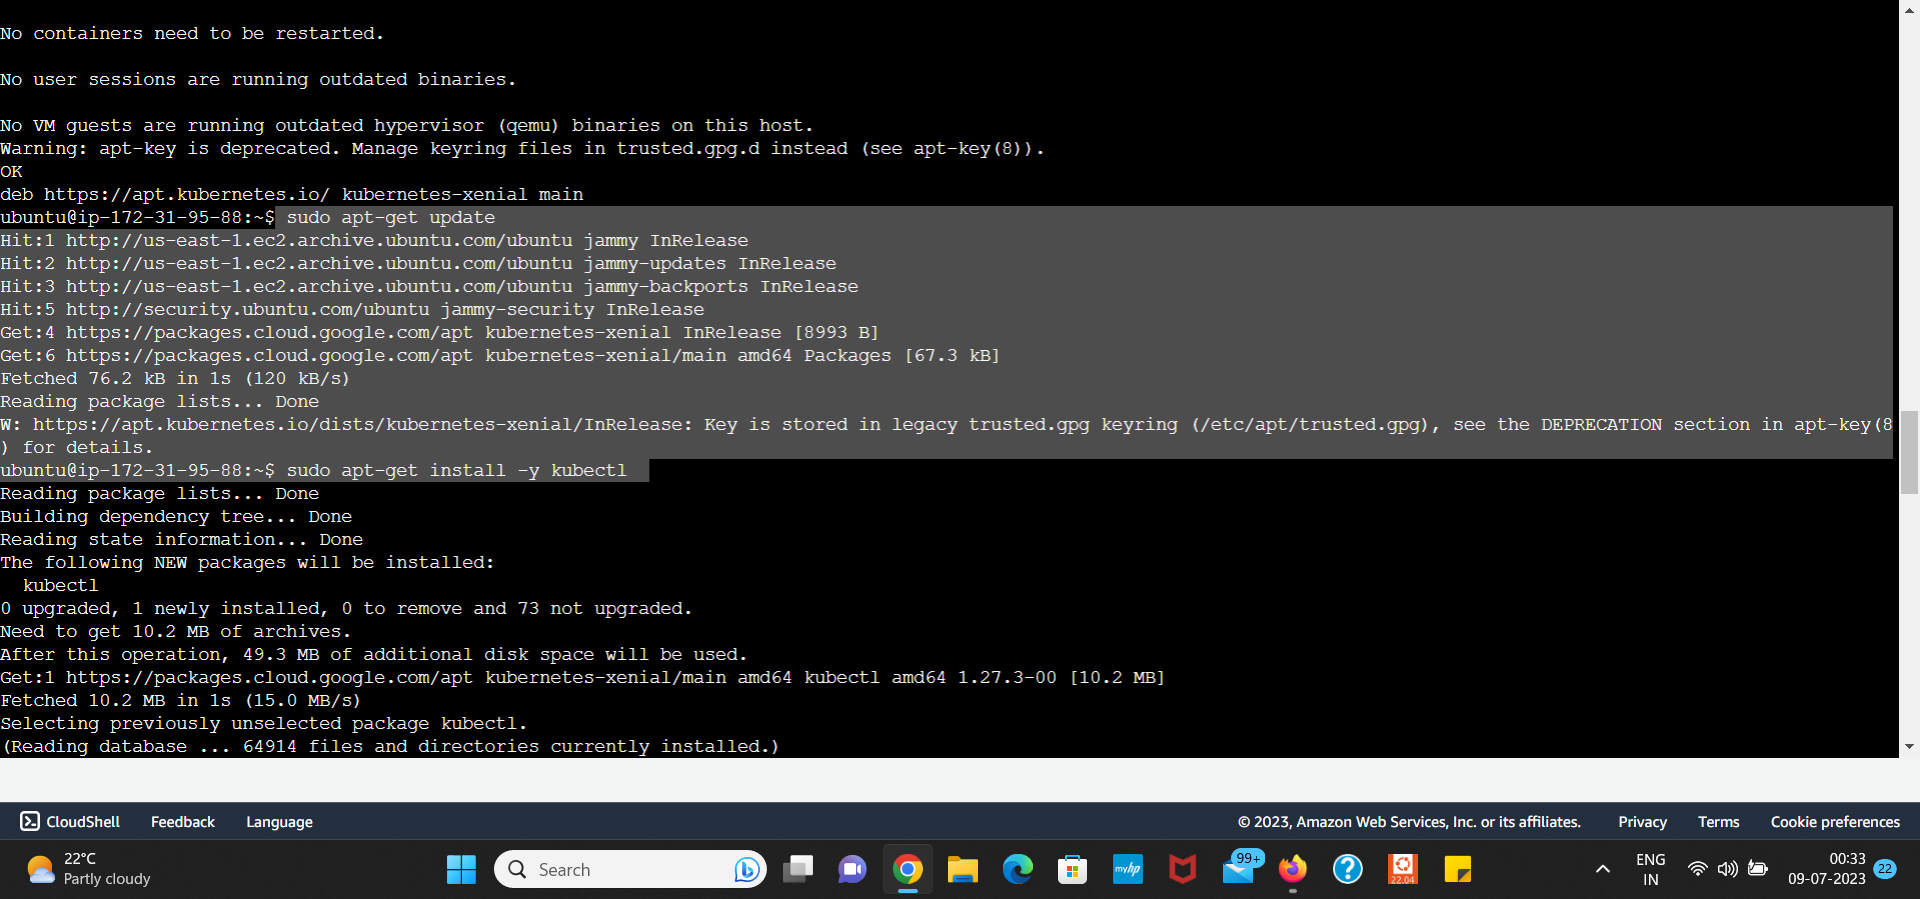 No containers need to be restarted.
No user sessions are running outdated binaries.
No VM guests are running outdated hypervisor (qemu) binaries on this host.
Warning: apt-key is deprecated. Manage keyring files in trusted.gpg.d instead (see apt-key(8)).
OK
deb https://apt.kubernetes.io/ kubernetes-xenial main
ubuntu@ip-172-31-95-88:~$ sudo apt-get update
Hit:1 http://us-east-1.ec2.archive.ubuntu.com/ubuntu jammy InRelease
Hit:2 http://us-east-1.ec2.archive.ubuntu.com/ubuntu jammy-updates InRelease
Hit:3 http://us-east-1.ec2.archive.ubuntu.com/ubuntu jammy-backports InRelease
Hit:5 http://security.ubuntu.com/ubuntu jammy-security InRelease
Get:4 https://packages.cloud.google.com/apt kubernetes-xenial InRelease [8993 B]
Get:6 https://packages.cloud.google.com/apt kubernetes-xenial/main amd64 Packages [67.3 kB]
Fetched 76.2 kB in 1s (120 kB/s)
Reading package lists... Done
W: https://apt.kubernetes.io/dists/kubernetes-xenial/InRelease: Key is stored in legacy trusted.gpg keyring (/etc/apt/trusted.gpg), see the DEPRECATION section in apt-key(8
) for details.
ubuntu@ip-172-31-95-88:~$ sudo apt-get install -y kubectl
Reading package lists... Done
Building dependency tree... Done
Reading state information... Done
The following NEW packages will be installed:
  kubectl
0 upgraded, 1 newly installed, 0 to remove and 73 not upgraded.
Need to get 10.2 MB of archives.
After this operation, 49.3 MB of additional disk space will be used.
Get:1 https://packages.cloud.google.com/apt kubernetes-xenial/main amd64 kubectl amd64 1.27.3-00 [10.2 MB]
Fetched 10.2 MB in 1s (15.0 MB/s)
Selecting previously unselected package kubectl.
(Reading database ... 64914 files and directories currently installed.)
CloudShell Feedback Language © 2023, Amazon Web Services, Inc. or its affiliates. Privacy Terms Cookie preferences
22°C
Partly cloudy
Search
myhp
99+
22.04
ENG
IN
00:33
09-07-2023
22